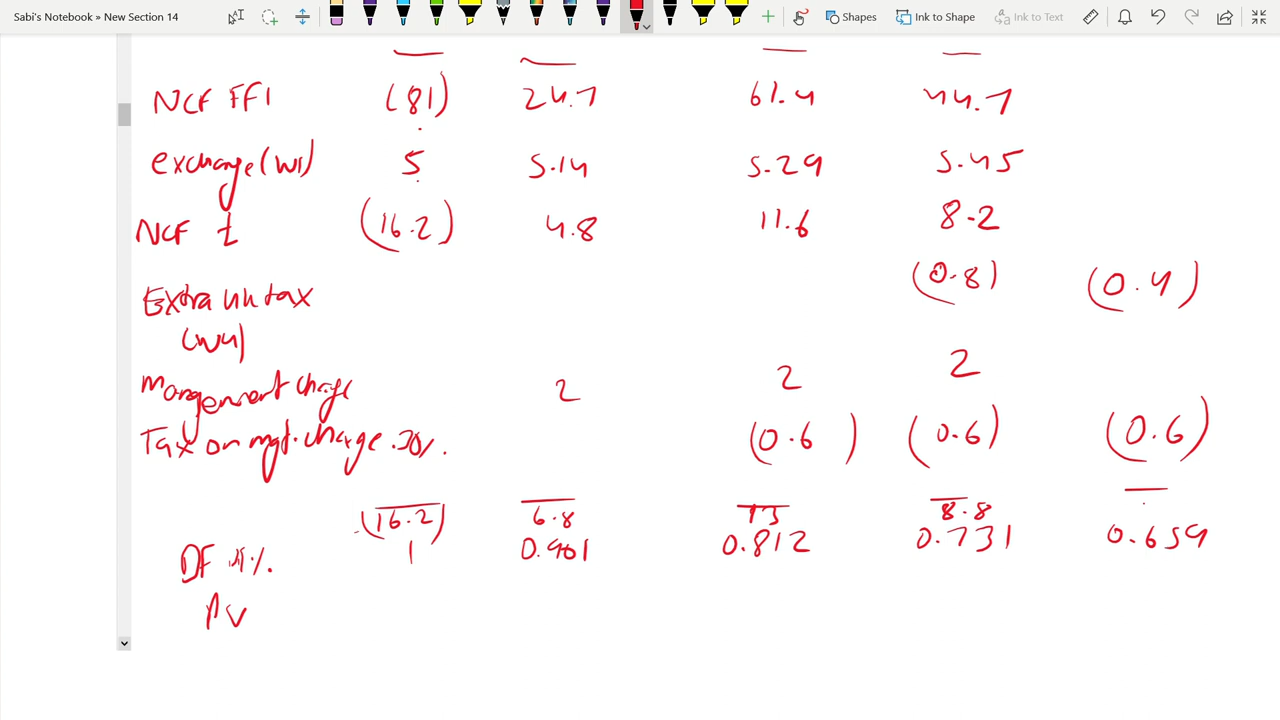 Sabi's Notebook » New Section 14
Shapes Ink to Shape Ink to Text
NCF FF1 (81) 24.7 61.4 44.7
exchange(W1) 5 5.14 5.29 5.45
NCF £ (16.2) 4.8 11.6 8.2
(0.8) (0.4)
Extra UK tax
(W4)
Mangement charge 2 2 2
Tax on mgt. charge .30%. (0.6) (0.6) (0.6)
(16.2) 6.8 13 8.8
DF 11% 1 0.901 0.812 0.731 0.659
PV